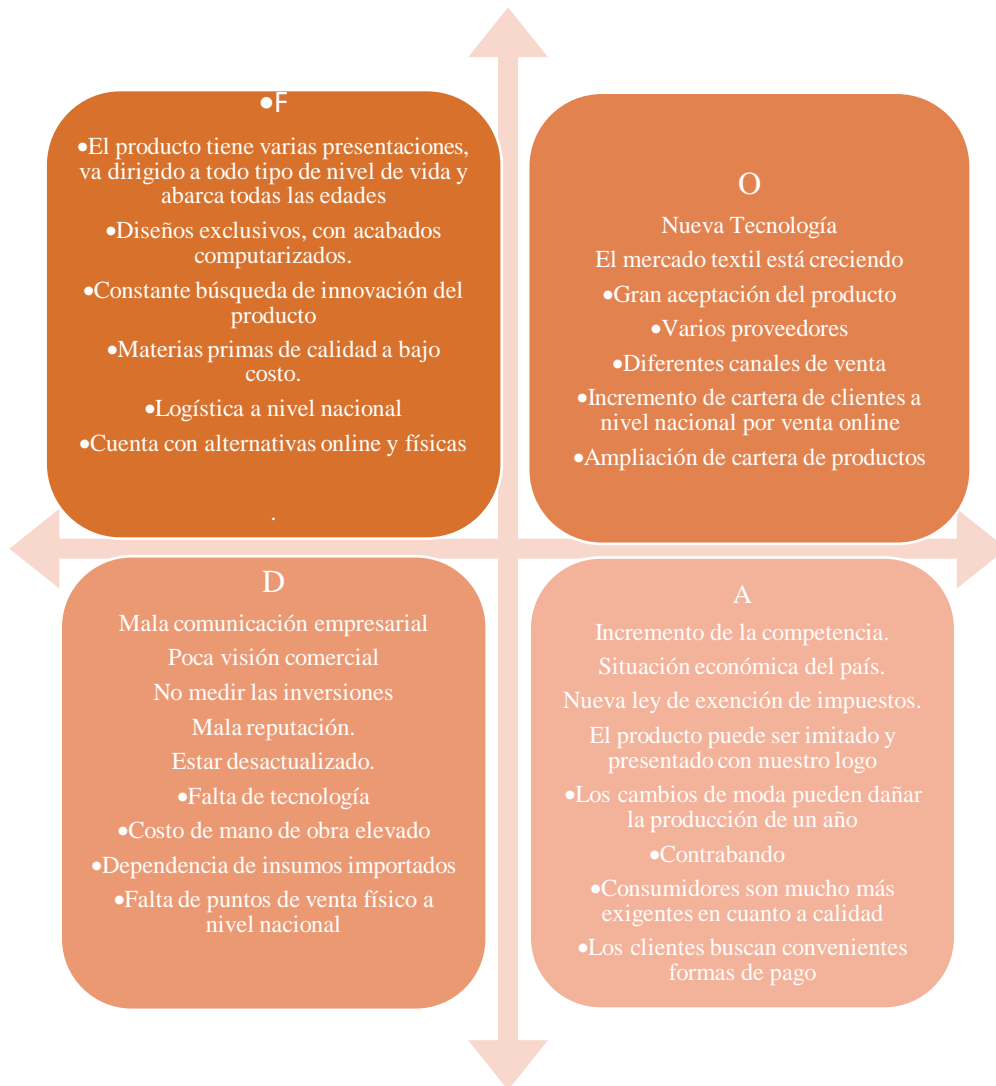 •F
•El producto tiene varias presentaciones,
va dirigido a todo tipo de nivel de vida y
abarca todas las edades
•Diseños exclusivos, con acabados
computarizados.
•Constante búsqueda de innovación del
producto
•Materias primas de calidad a bajo
costo.
•Logística a nivel nacional
•Cuenta con alternativas online y físicas
.
O
Nueva Tecnología
El mercado textil está creciendo
•Gran aceptación del producto
•Varios proveedores
•Diferentes canales de venta
•Incremento de cartera de clientes a
nivel nacional por venta online
•Ampliación de cartera de productos
D
Mala comunicación empresarial
Poca visión comercial
No medir las inversiones
Mala reputación.
Estar desactualizado.
•Falta de tecnología
•Costo de mano de obra elevado
•Dependencia de insumos importados
•Falta de puntos de venta físico a
nivel nacional
A
Incremento de la competencia.
Situación económica del país.
Nueva ley de exención de impuestos.
El producto puede ser imitado y
presentado con nuestro logo
•Los cambios de moda pueden dañar
la producción de un año
•Contrabando
•Consumidores son mucho más
exigentes en cuanto a calidad
•Los clientes buscan convenientes
formas de pago